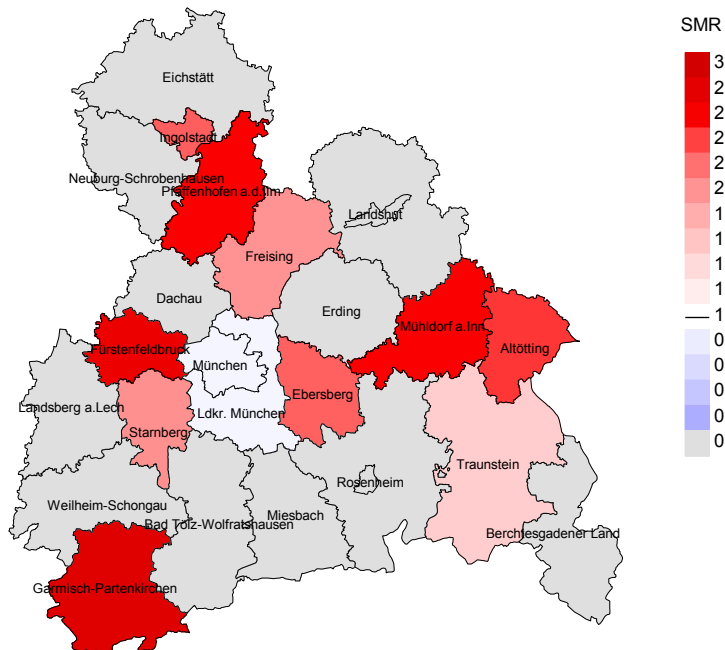 SMR
Eichstätt
Ingolstadt
Neuburg-Schrobenhausen
Pfaffenhofen a.d.Ilm
Landshut
Freising
Dachau
Erding
Mühldorf a.Inn
Fürstenfeldbruck
München
Altötting
Ebersberg
Landsberg a.Lech
Ldkr. München
Starnberg
Traunstein
Rosenheim
Weilheim-Schongau
Miesbach
Bad Tölz-Wolfratshausen
Berchtesgadener Land
Garmisch-Partenkirchen
3
2
2
2
2
2
1
1
1
1
1
0
0
0
0
0